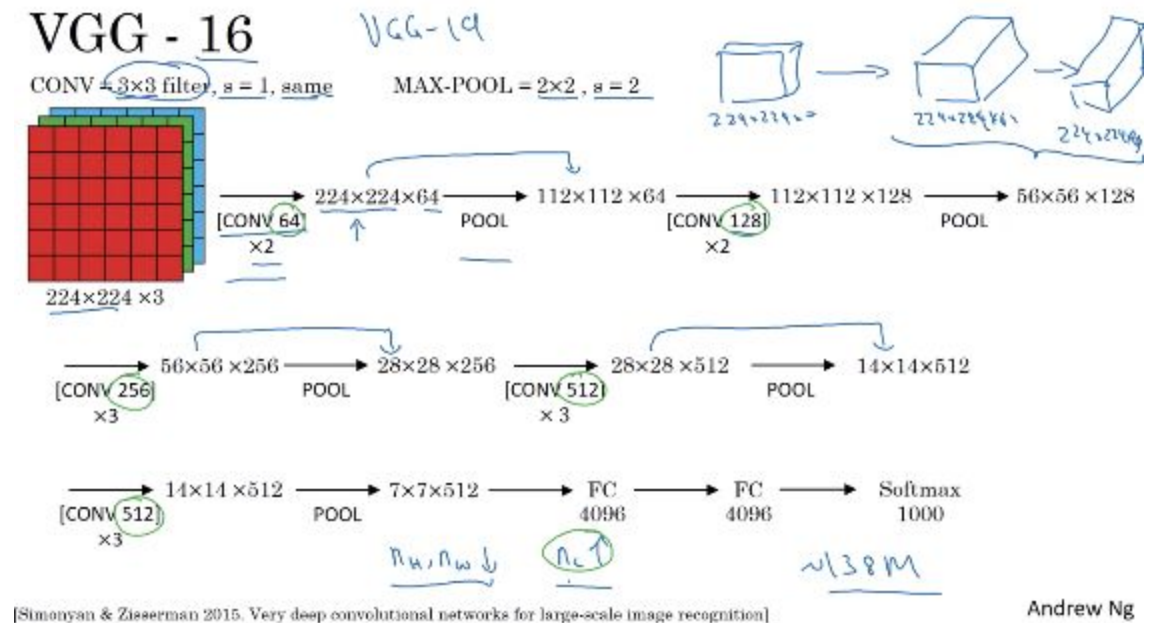 VGG - 16
VGG-19
CONV = 3×3 filter, s = 1, same
MAX-POOL = 2×2 , s = 2
224×224 ×3
[CONV 64]
×2
224×224×64
POOL
112×112 ×64
[CONV 128]
×2
112×112 ×128
POOL
56×56 ×128
[CONV 256]
×3
56×56 ×256
POOL
28×28 ×256
[CONV 512]
× 3
28×28 ×512
POOL
14×14×512
[CONV 512]
×3
14×14 ×512
POOL
7×7×512
FC
4096
FC
4096
Softmax
1000
nH, nW ↓
nC ↑
~138M
[Simonyan & Zisserman 2015. Very deep convolutional networks for large-scale image recognition]
Andrew Ng